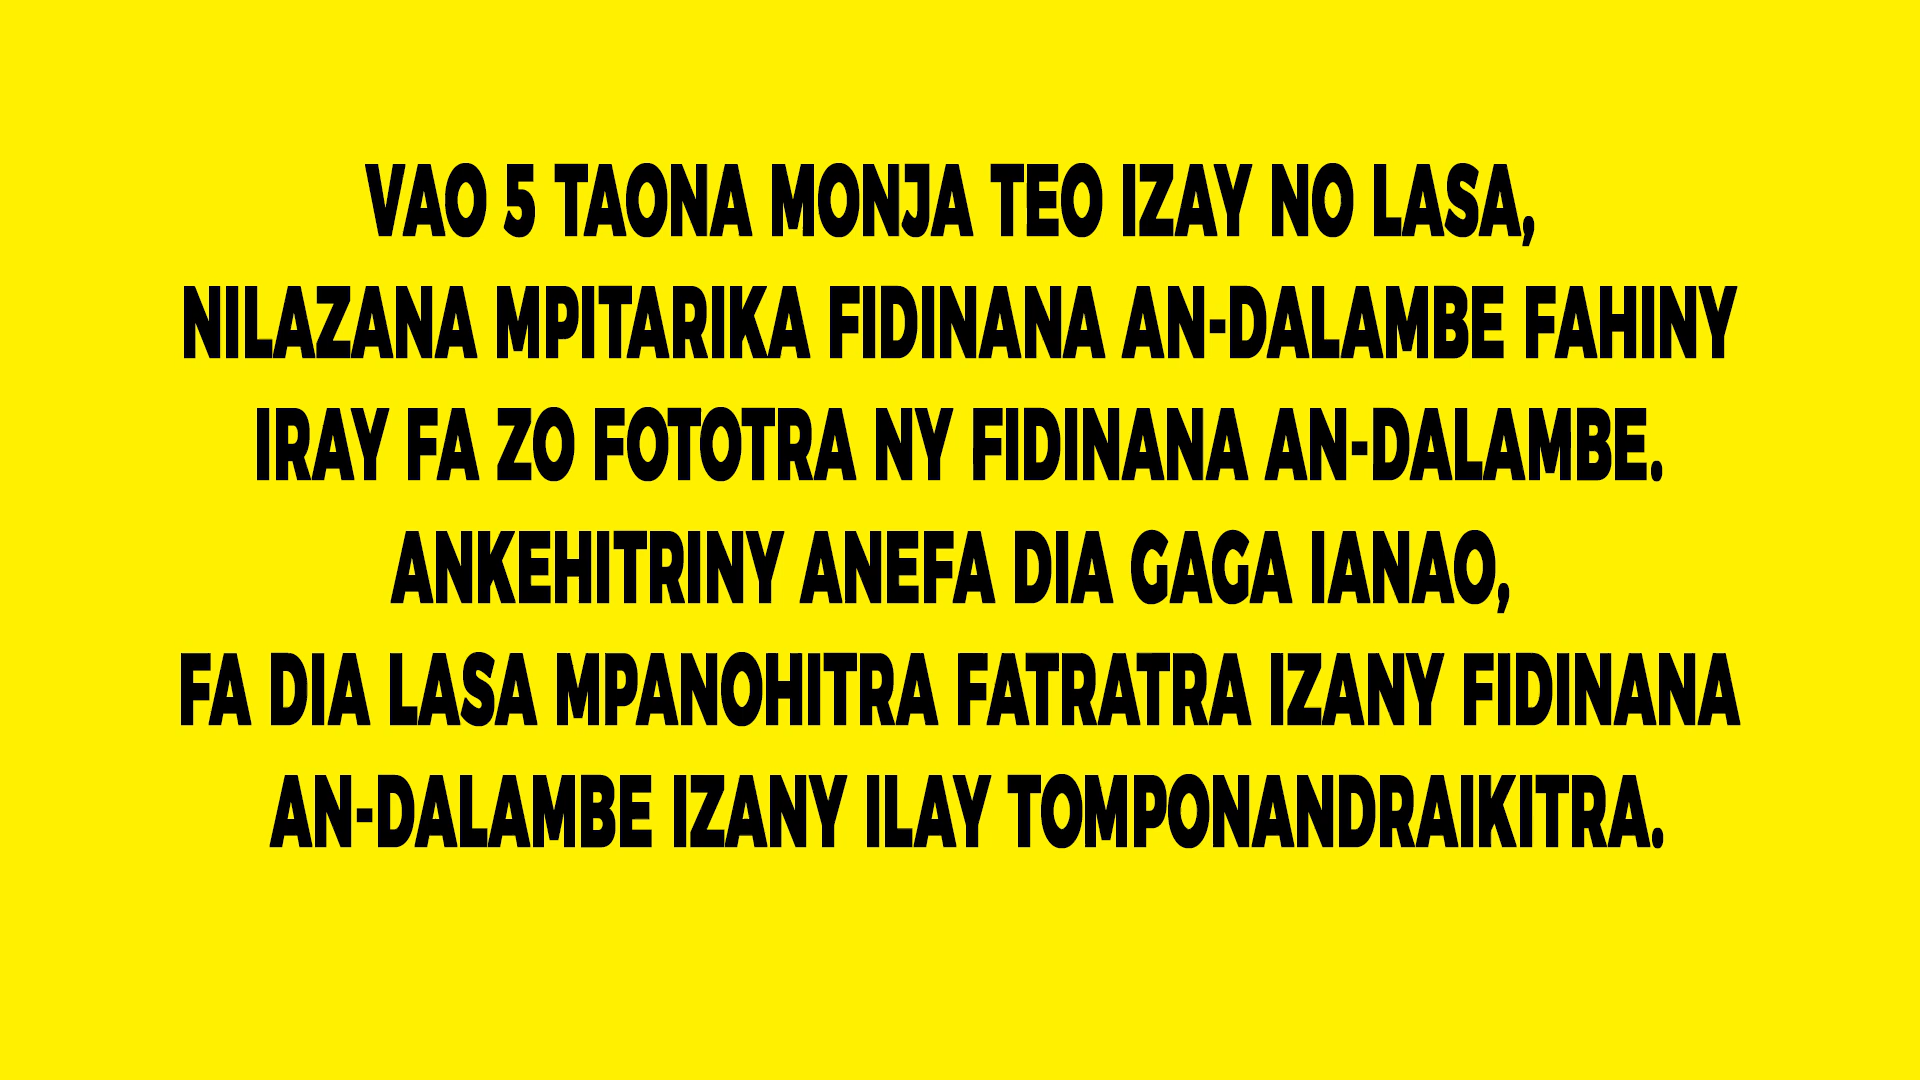 VAO 5 TAONA MONJA TEO IZAY NO LASA,
NILAZANA MPITARIKA FIDINANA AN-DALAMBE FAHINY
IRAY FA ZO FOTOTRA NY FIDINANA AN-DALAMBE.
ANKEHITRINY ANEFA DIA GAGA IANAO,
FA DIA LASA MPANOHITRA FATRATRA IZANY FIDINANA
AN-DALAMBE IZANY ILAY TOMPONANDRAIKITRA.